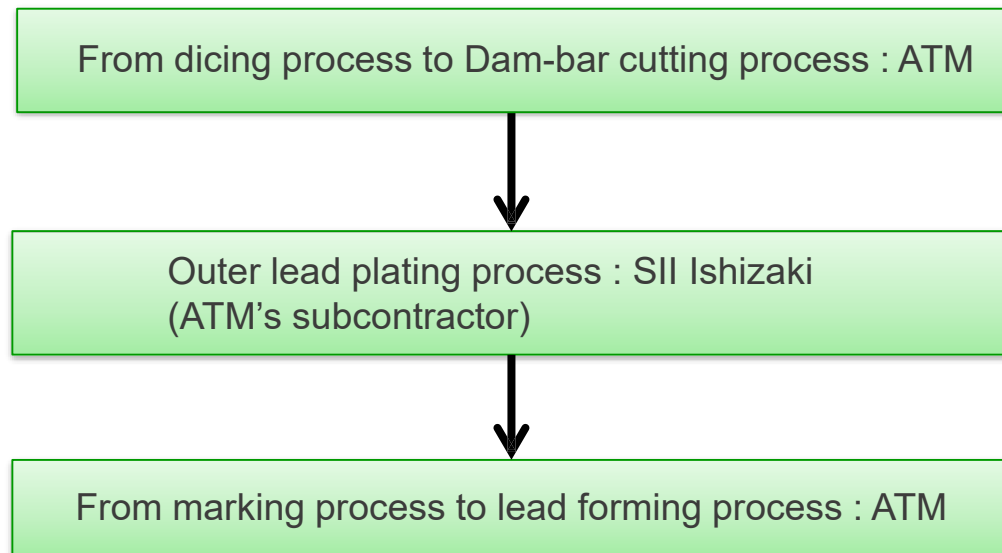 From dicing process to Dam-bar cutting process : ATM
Outer lead plating process : SII Ishizaki
(ATM’s subcontractor)
From marking process to lead forming process : ATM